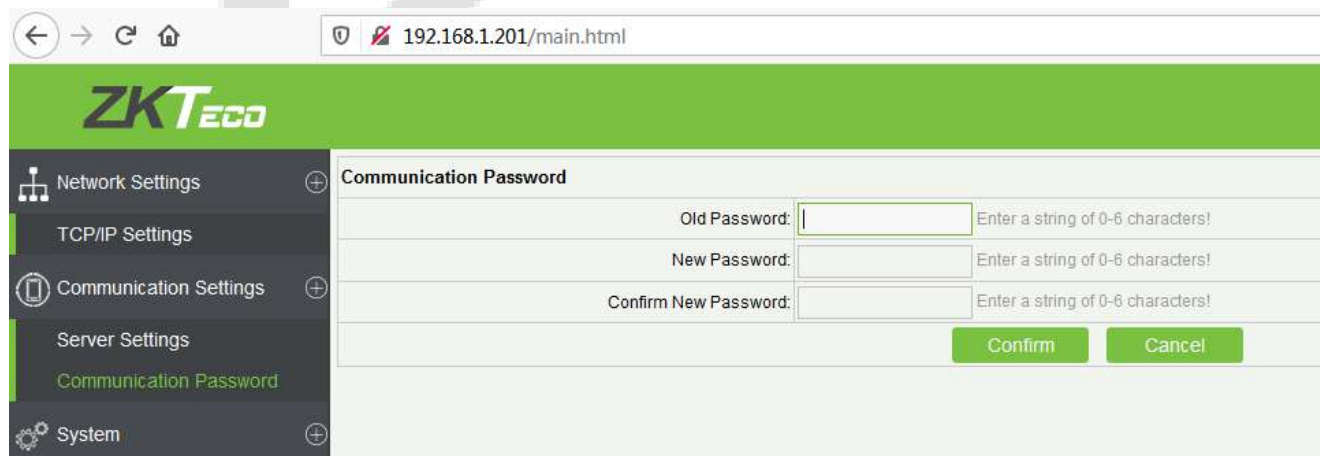 192.168.1.201/main.html
ZKTECO
Network Settings
TCP/IP Settings
Communication Settings
Server Settings
Communication Password
System
Communication Password
Old Password: Enter a string of 0-6 characters!
New Password: Enter a string of 0-6 characters!
Confirm New Password: Enter a string of 0-6 characters!
Confirm Cancel